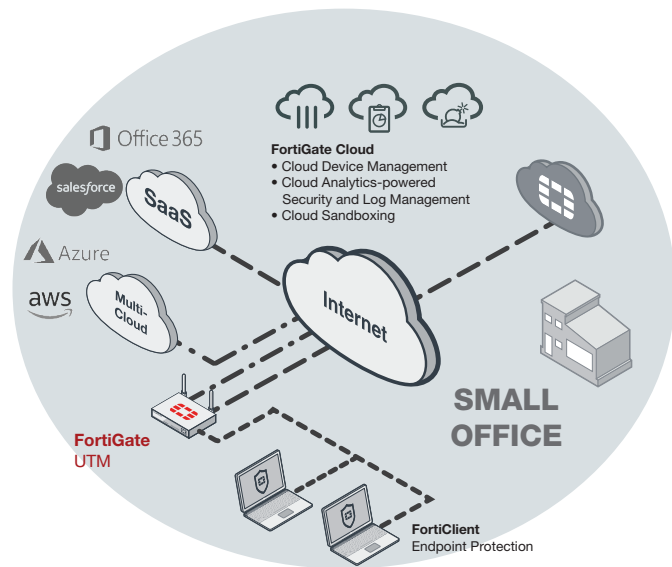 Office 365
salesforce
SaaS
Azure
aws
Multi-
Cloud
FortiGate Cloud
• Cloud Device Management
• Cloud Analytics-powered
Security and Log Management
• Cloud Sandboxing
Internet
SMALL
OFFICE
FortiGate
UTM
FortiClient
Endpoint Protection